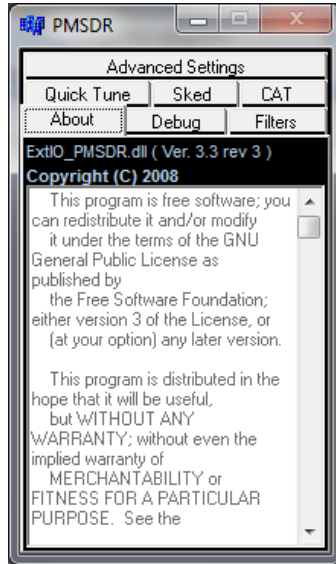 PMSDR
Advanced Settings
Quick Tune Sked CAT
About Debug Filters
ExtIO_PMSDR.dll ( Ver. 3.3 rev 3 )
Copyright (C) 2008
This program is free software; you
can redistribute it and/or modify
it under the terms of the GNU
General Public License as
published by
the Free Software Foundation;
either version 3 of the License, or
(at your option) any later version.
This program is distributed in the
hope that it will be useful,
but WITHOUT ANY
WARRANTY; without even the
implied warranty of
MERCHANTABILITY or
FITNESS FOR A PARTICULAR
PURPOSE.  See the